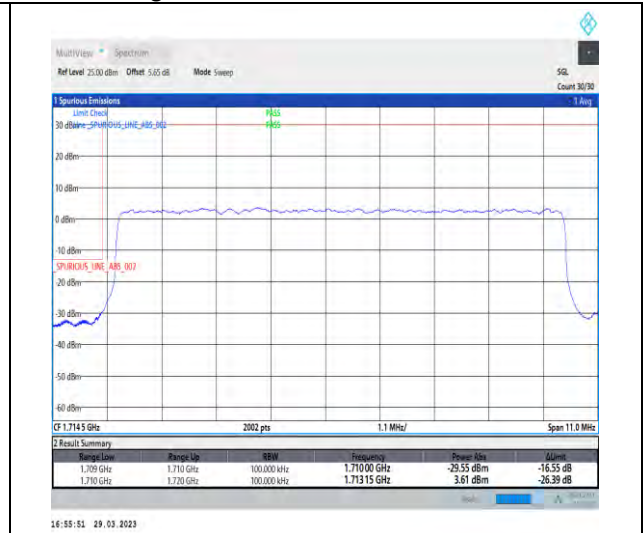 MultiView Spectrum
Ref Level 25.00 dBm Offset 5.65 dB Mode Sweep SGL
Count 30/30
1 Spurious Emissions 1 Avg
Limit Check PASS
30 dBm Line _SPURIOUS_LINE_ABS_002 PASS
20 dBm
10 dBm
0 dBm
-10 dBm
_SPURIOUS_LINE_ABS_002
-20 dBm
-30 dBm
-40 dBm
-50 dBm
-60 dBm
CF 1.7145 GHz 2002 pts 1.1 MHz/ Span 11.0 MHz
2 Result Summary
Range Low Range Up RBW Frequency Power Abs ΔLimit
1.709 GHz 1.710 GHz 100.000 kHz 1.71000 GHz -29.55 dBm -16.55 dB
1.710 GHz 1.720 GHz 100.000 kHz 1.71315 GHz 3.61 dBm -26.39 dB
16:55:51 29.03.2023